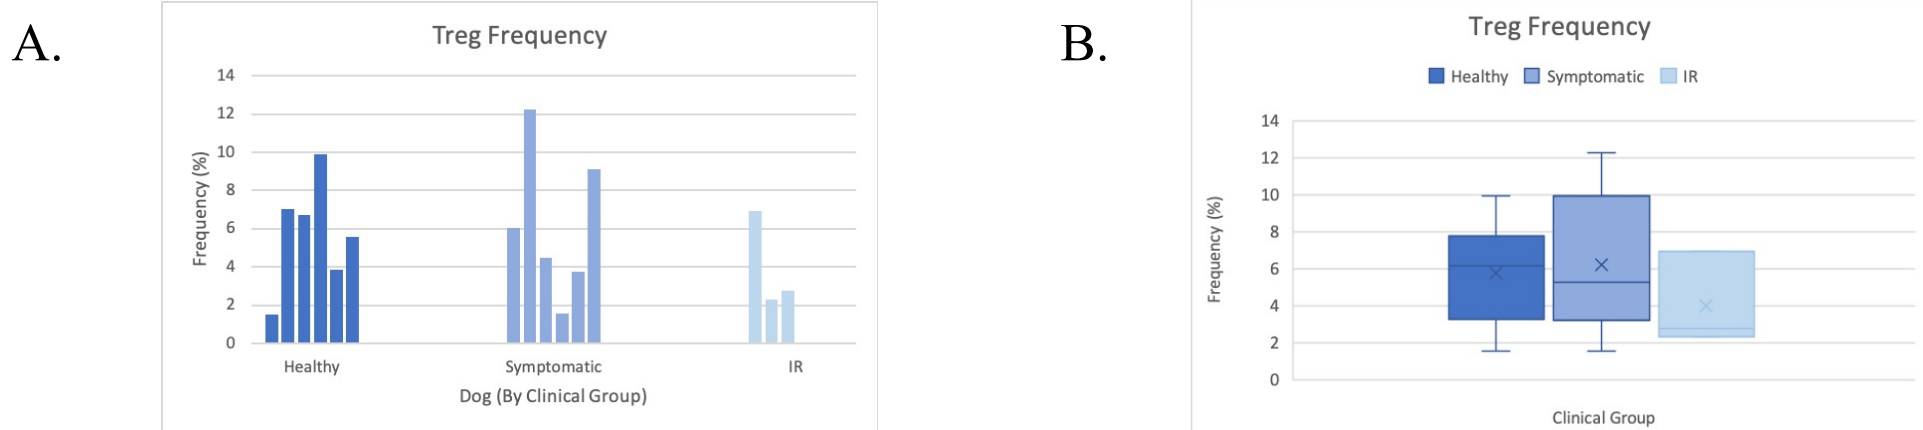 A.
Treg Frequency
14
12
10
8
6
4
2
0
Frequency (%)
Healthy Symptomatic IR
Dog (By Clinical Group)
B.
Treg Frequency
Healthy Symptomatic IR
14
12
10
8
6
4
2
0
Frequency (%)
Clinical Group